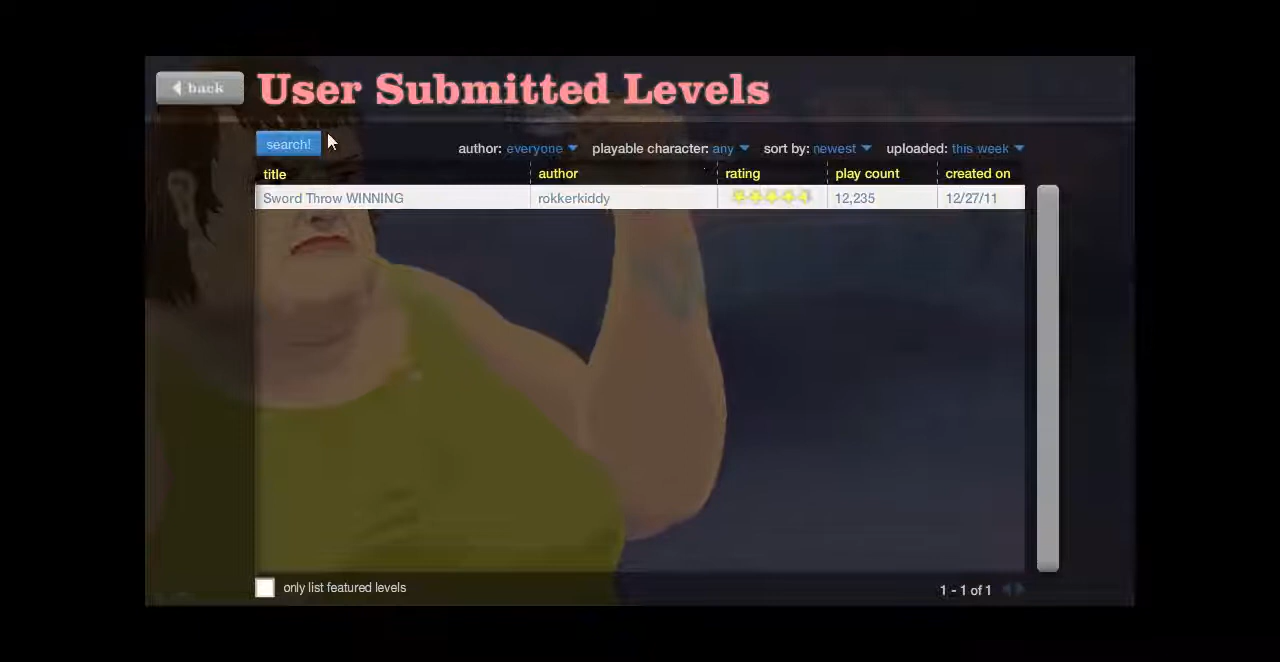 back
User Submitted Levels
search!
author: everyone playable character: any sort by: newest uploaded: this week
title author rating play count created on
Sword Throw WINNING rokkerkiddy 12,235 12/27/11
only list featured levels
1 - 1 of 1